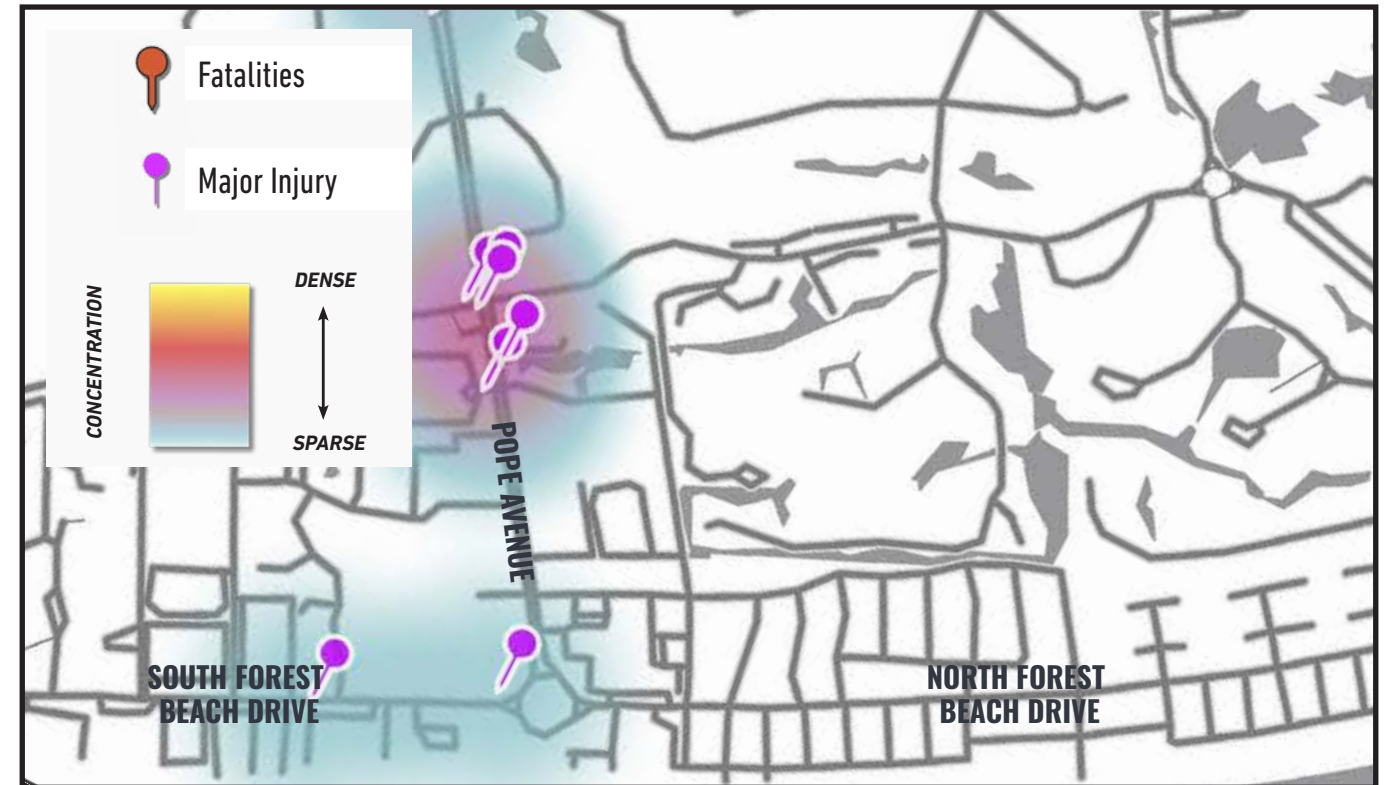 Fatalities
Major Injury
CONCENTRATION
DENSE
SPARSE
POPE AVENUE
SOUTH FOREST
BEACH DRIVE
NORTH FOREST
BEACH DRIVE